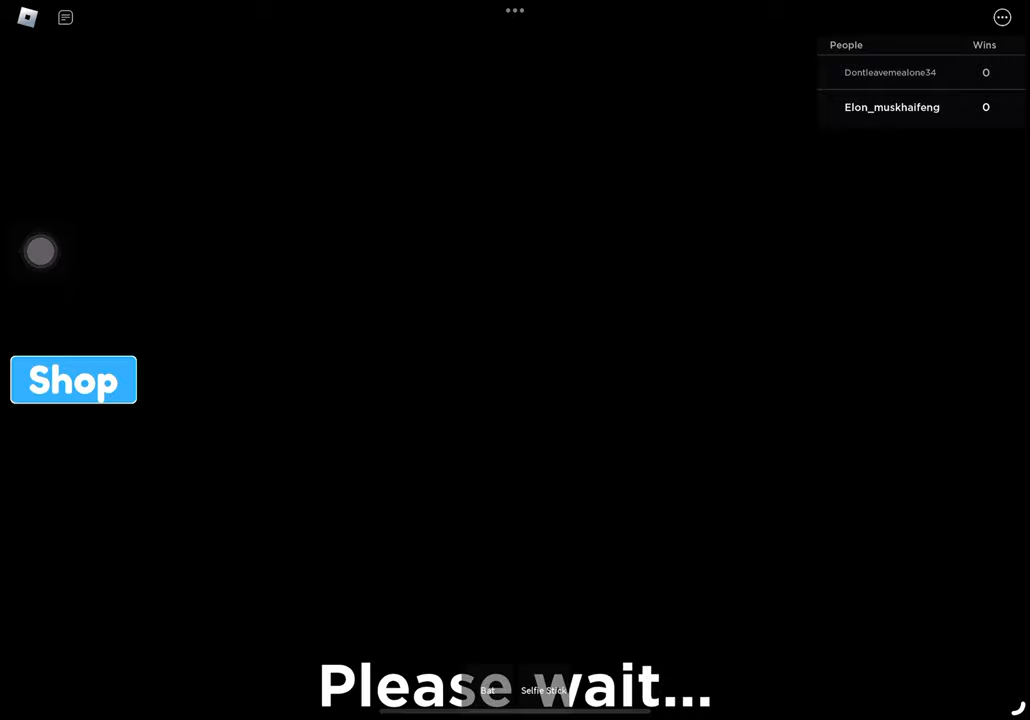 People Wins
Dontleavemealone34 0
Elon_muskhaifeng 0
Shop
Please wait...
Bat
Selfie Stick